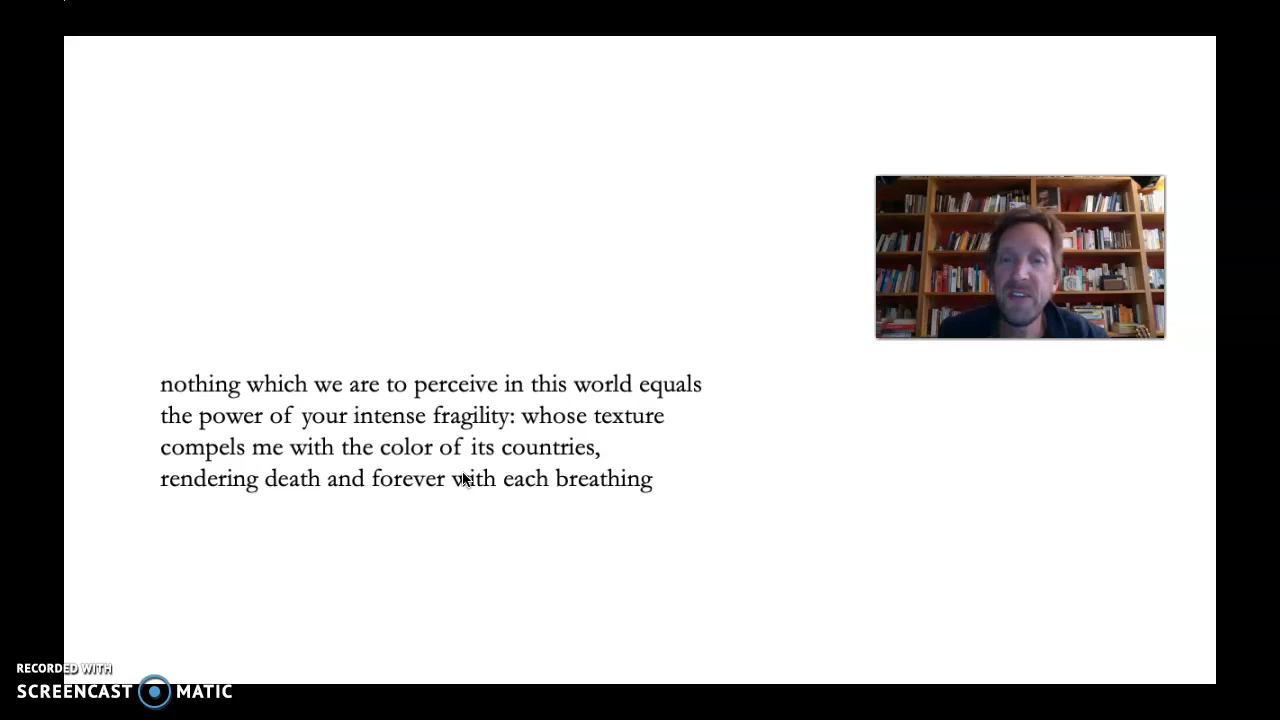 nothing which we are to perceive in this world equals
the power of your intense fragility: whose texture
compels me with the color of its countries,
rendering death and forever with each breathing
RECORDED WITH
SCREENCAST MATIC